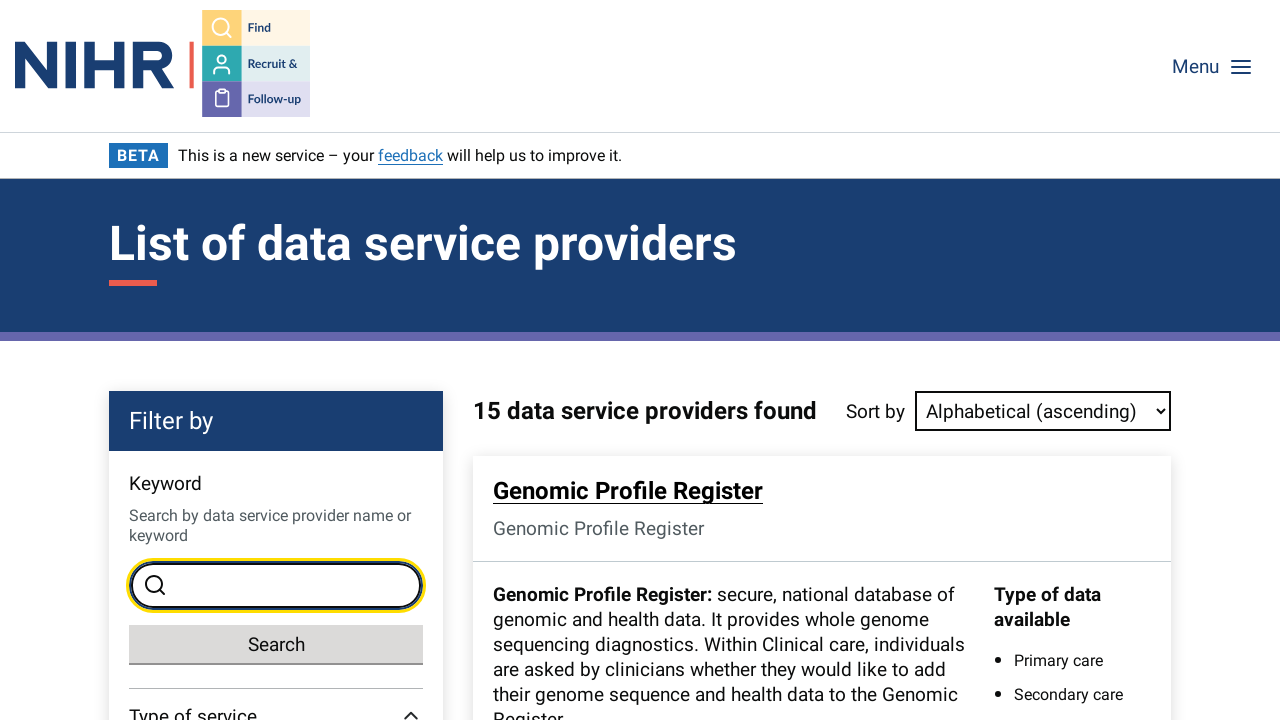 NIHR
Find
Recruit &
Follow-up
Menu
BETA This is a new service – your feedback will help us to improve it.
List of data service providers
Filter by
Keyword
Search by data service provider name or
keyword
Search
Type of service
15 data service providers found
Sort by Alphabetical (ascending)
Genomic Profile Register
Genomic Profile Register
Genomic Profile Register: secure, national database of
genomic and health data. It provides whole genome
sequencing diagnostics. Within Clinical care, individuals
are asked by clinicians whether they would like to add
their genome sequence and health data to the Genomic
Register.
Type of data
available
Primary care
Secondary care